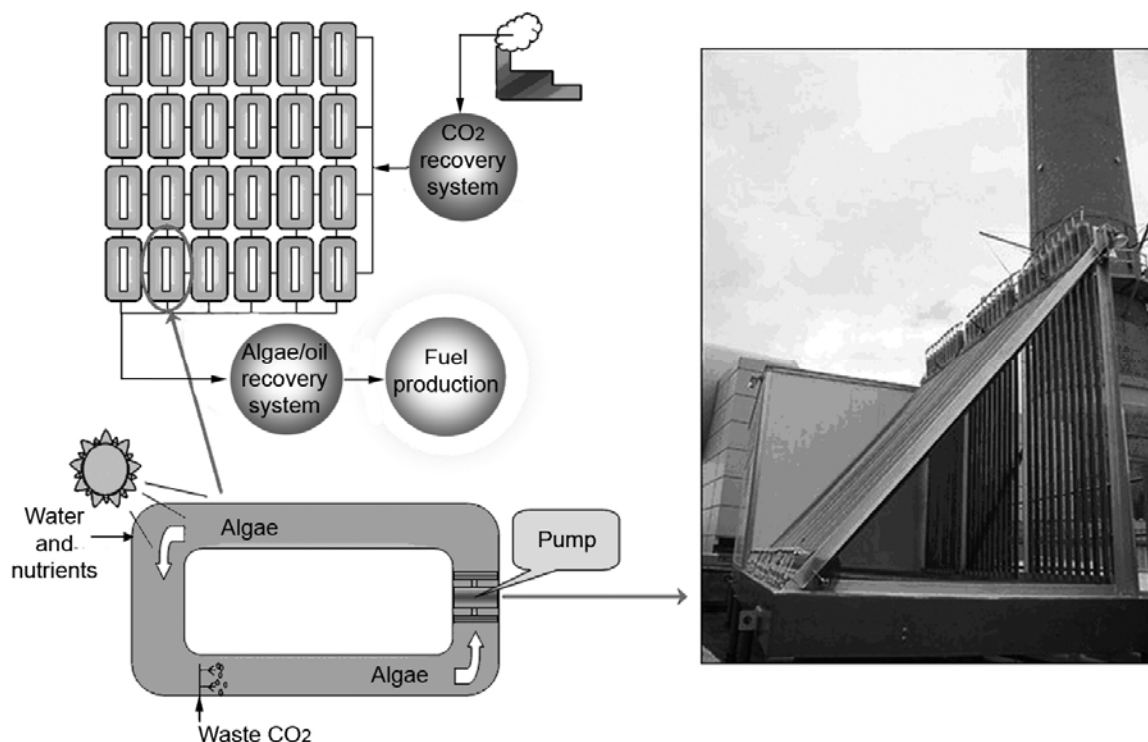 CO2
recovery
system
Algae/oil
recovery
system
Fuel
production
Water
and
nutrients
Algae
Pump
Algae
Waste CO2